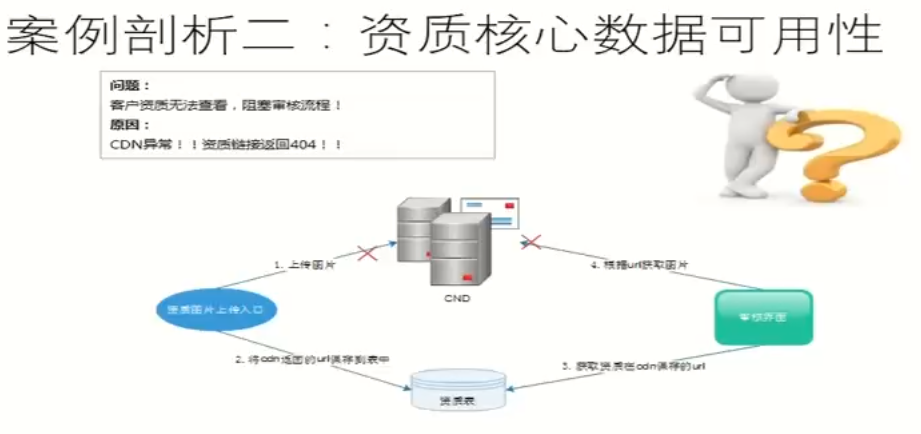 案例剖析二：资质核心数据可用性
问题：
客户资质无法查看，阻塞审核流程！
原因：
CDN异常！！资质链接返回404！！
1. 上传图片
4. 根据url获取图片
CND
资质图片上传入口
审核界面
2. 将cdn返回的url保存到表中
3. 获取资质在cdn保存的url
资质表